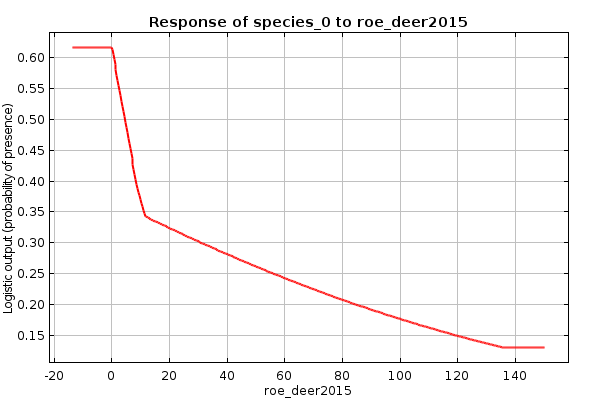 Response of species_0 to roe_deer2015
Logistic output (probability of presence)
0.60
0.55
0.50
0.45
0.40
0.35
0.30
0.25
0.20
0.15
-20 0 20 40 60 80 100 120 140
roe_deer2015